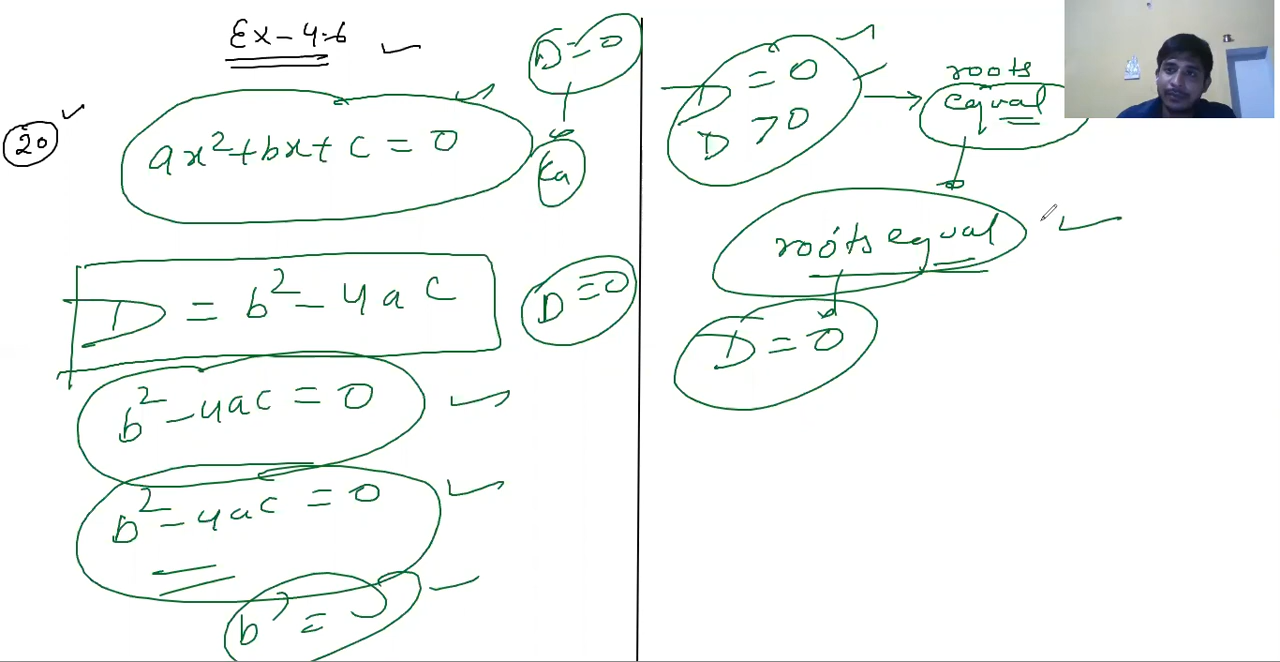 Ex-4.6
20
D=0
ax²+bx+c=0
D = b²-4ac
D=0
b²-4ac=0
b²-4ac=0
D=0
D>0
roots
equal
roots equal
D=0